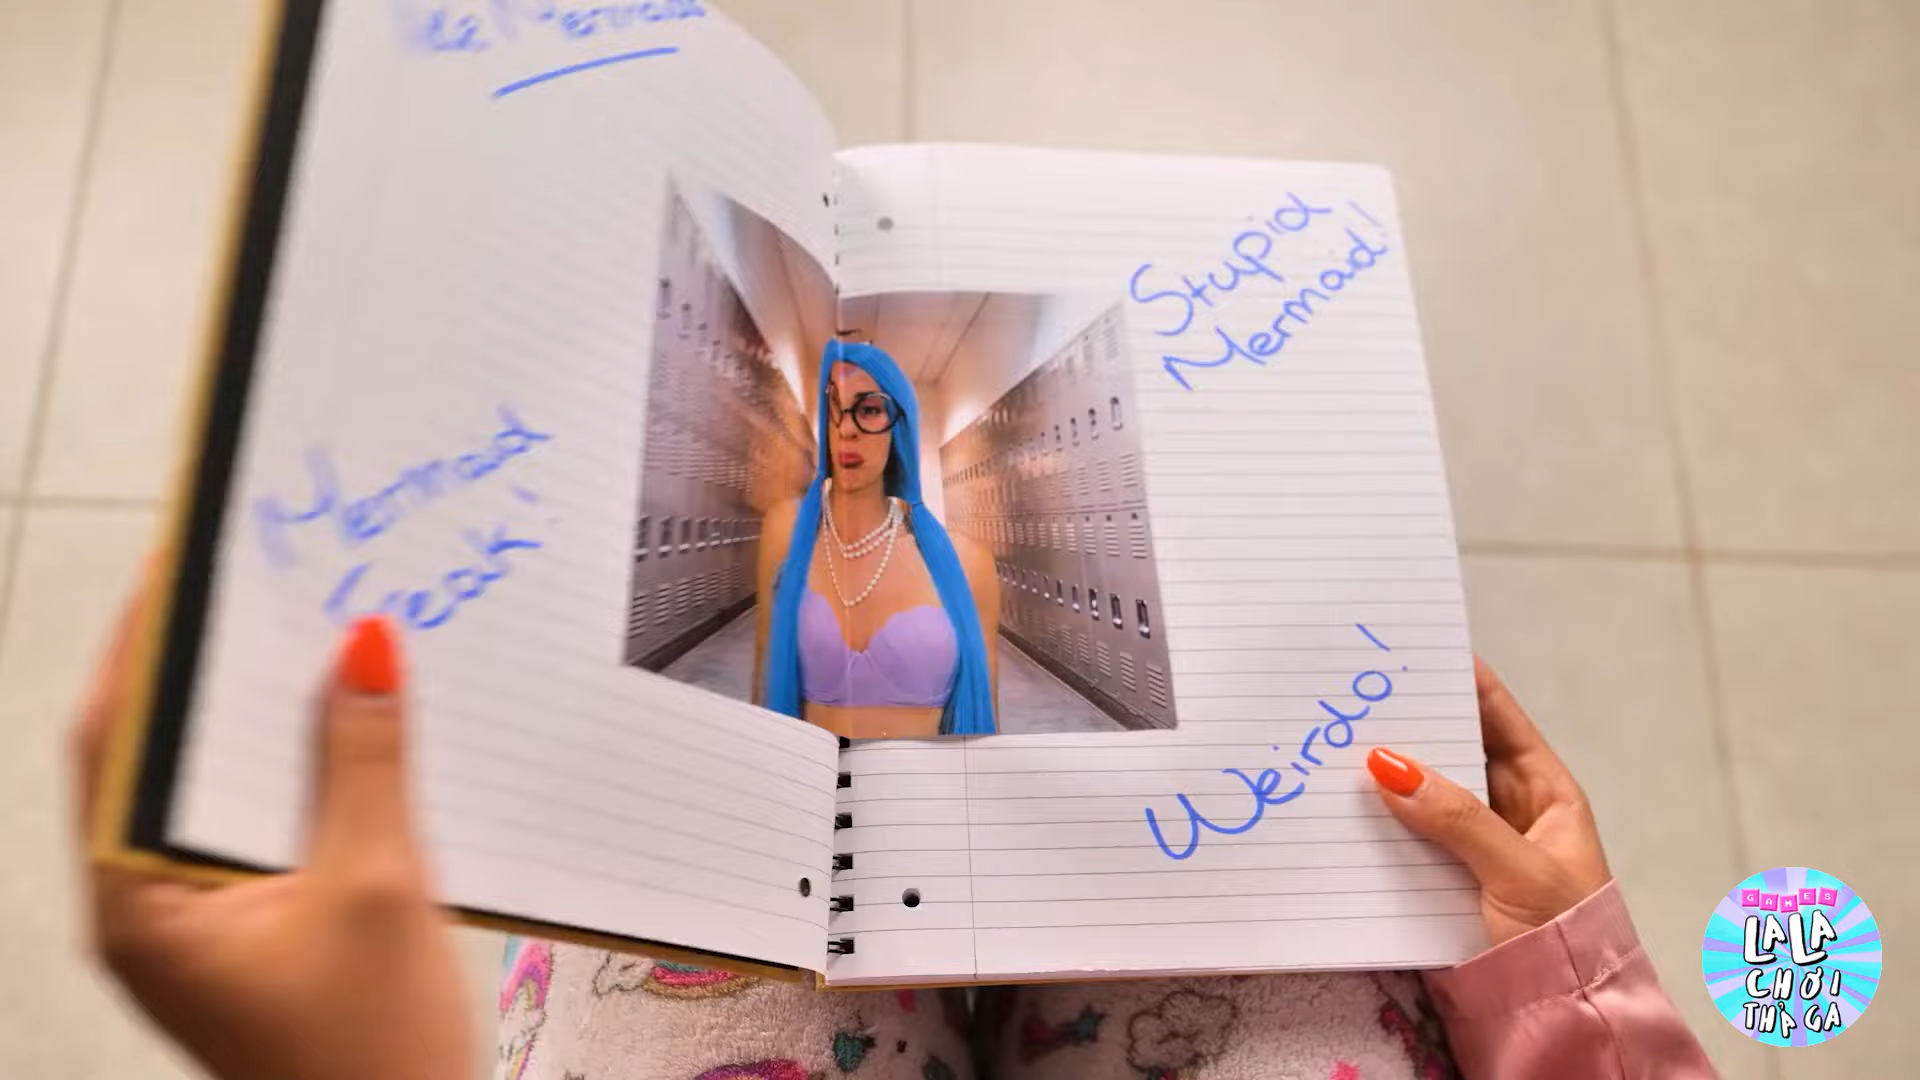 Mermaid
Freak!
Stupid
Mermaid!
Weirdo!
GAMES
LA LA
CHƠI
THẢ GA